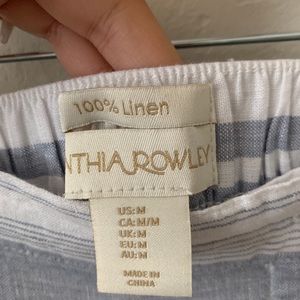 100% Linen
NTHIA ROWLEY
US: M
CA: M/M
UK: M
EU: M
AU: M
MADE IN
CHINA